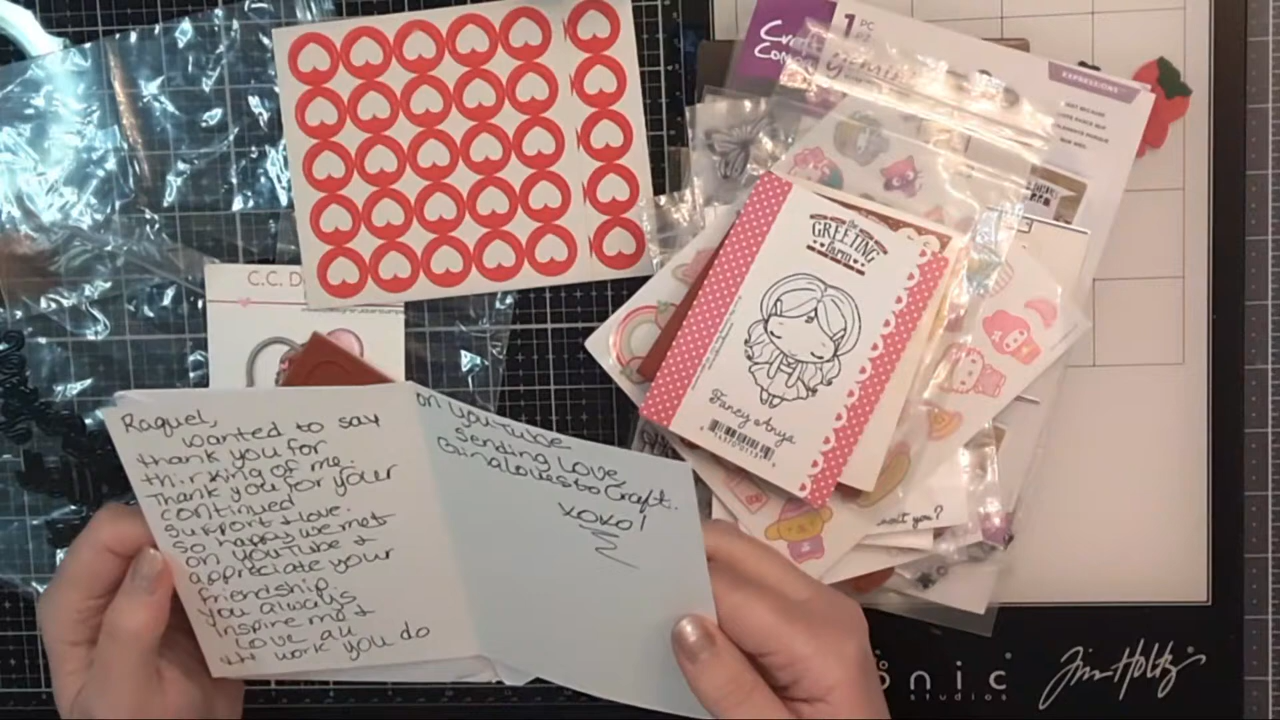 1 PC
EXPRESSIONS
the
GREETING
farm
Fancy Anya
C.C. D
Raquel,
wanted to say
thank you for
thinking of me.
Thank you for your
continued
support & love.
So happy we met
on YouTube &
appreciate your
friendship.
you always
inspire me &
Love all
the work you do
on YouTube
Sending Love,
GinalovestoCraft.
xoxo!
want you?
onic
studios
Tim Holtz